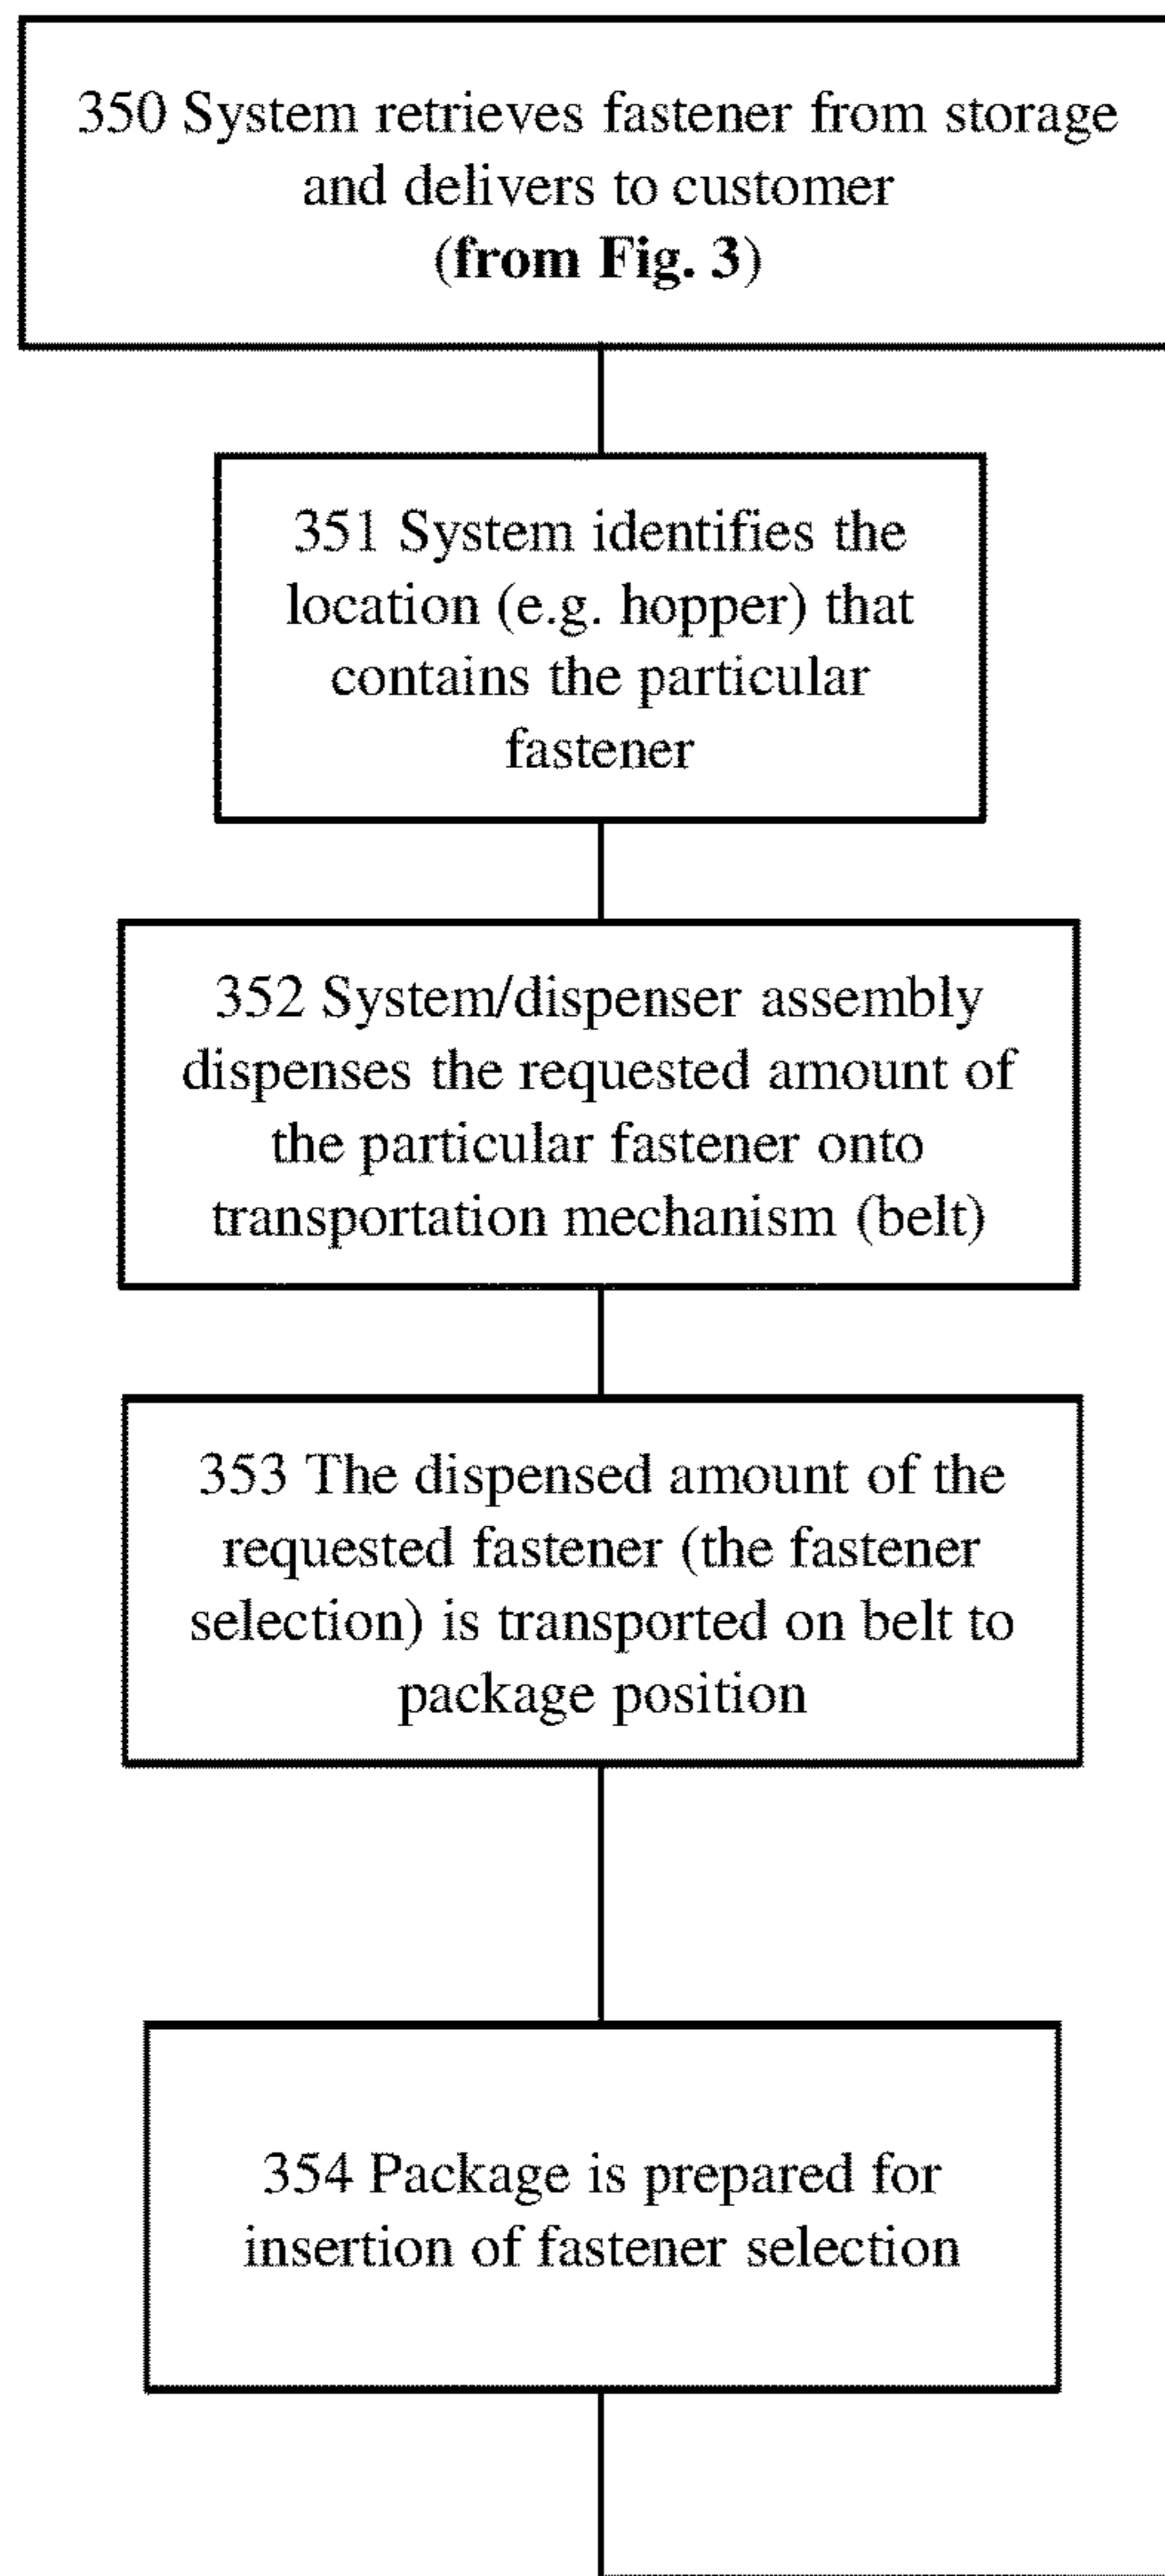 350 System retrieves fastener from storage
and delivers to customer
(from Fig. 3)
351 System identifies the
location (e.g. hopper) that
contains the particular
fastener
352 System/dispenser assembly
dispenses the requested amount of
the particular fastener onto
transportation mechanism (belt)
353 The dispensed amount of the
requested fastener (the fastener
selection) is transported on belt to
package position
354 Package is prepared for
insertion of fastener selection